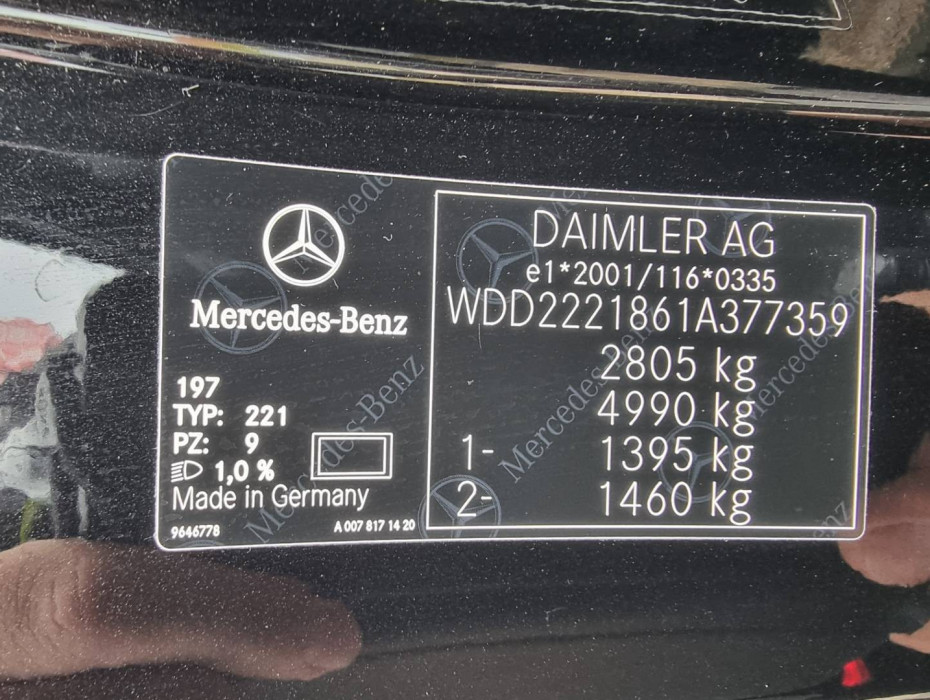 Mercedes-Benz
197
TYP: 221
PZ: 9
1,0 %
Made in Germany
9646778 A 007 817 14 20
DAIMLER AG
e1*2001/116*0335
WDD2221861A377359
2805 kg
4990 kg
1- 1395 kg
2- 1460 kg